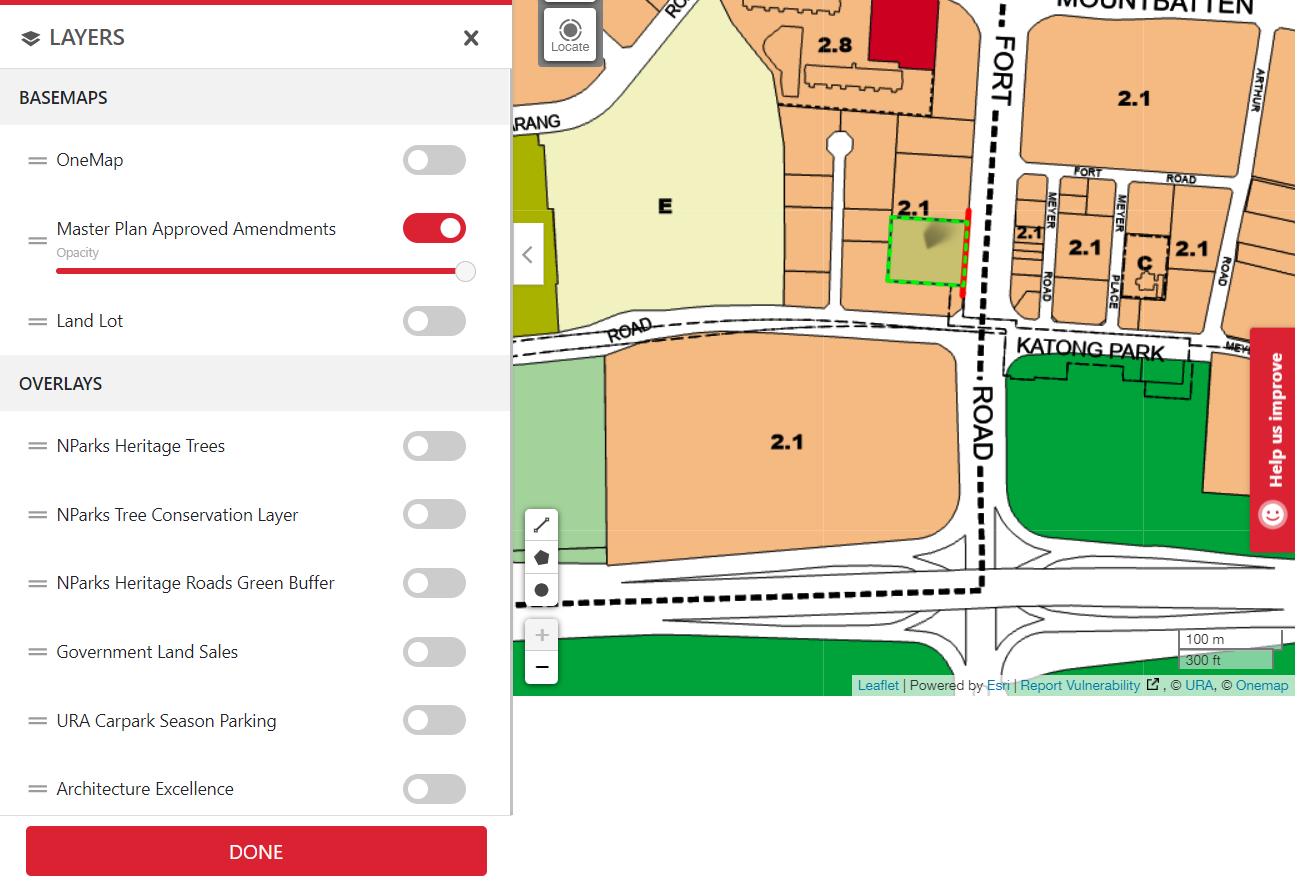 LAYERS
BASEMAPS
OneMap
Master Plan Approved Amendments
Opacity
Land Lot
OVERLAYS
NParks Heritage Trees
NParks Tree Conservation Layer
NParks Heritage Roads Green Buffer
Government Land Sales
URA Carpark Season Parking
Architecture Excellence
DONE
Locate
MOUNTBATTEN
2.8
FORT
2.1
ARTHUR
ARANG
FORT
ROAD
E
2.1
MEYER
MEYER
2.1
2.1
2.1
C
ROAD
PLACE
ROAD
ROAD
KATONG PARK
2.1
ROAD
Help us improve
+
−
100 m
300 ft
Leaflet | Powered by Esri | Report Vulnerability , © URA, © Onemap